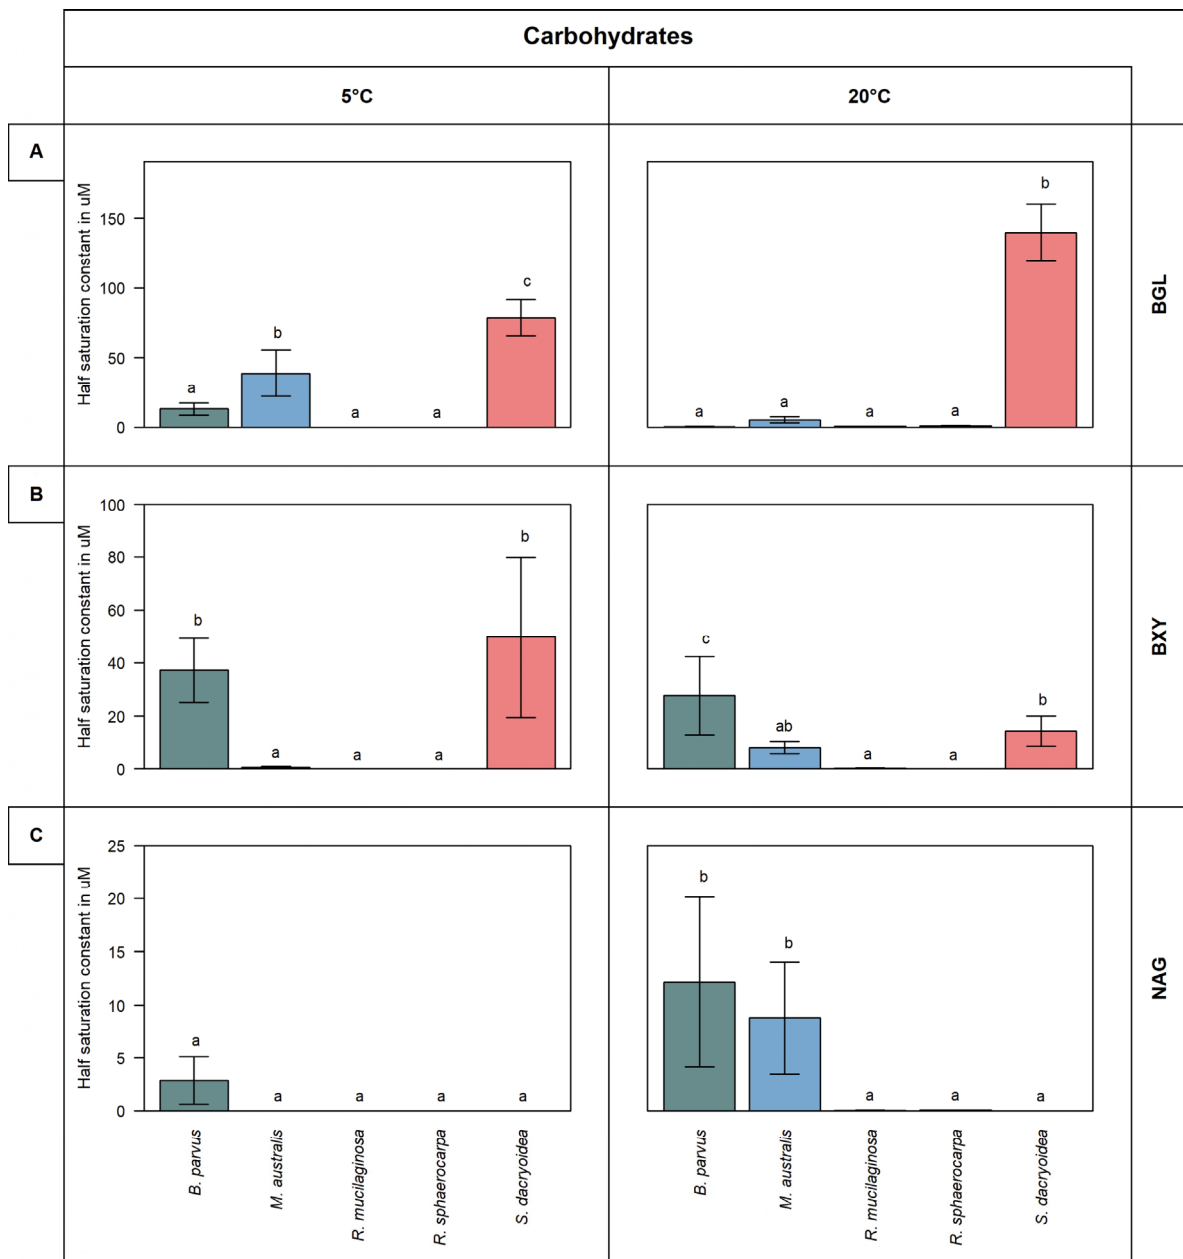 Carbohydrates
5°C
20°C
A
Half saturation constant in uM
150
100
50
0
a
b
a
a
c
a
a
a
a
b
BGL
B
Half saturation constant in uM
100
80
60
40
20
0
b
a
a
a
b
c
ab
a
a
b
BXY
C
Half saturation constant in uM
25
20
15
10
5
0
a
a
a
a
a
b
b
a
a
a
NAG
B. parvus
M. australis
R. mucilaginosa
R. sphaerocarpa
S. dacryoidea
B. parvus
M. australis
R. mucilaginosa
R. sphaerocarpa
S. dacryoidea